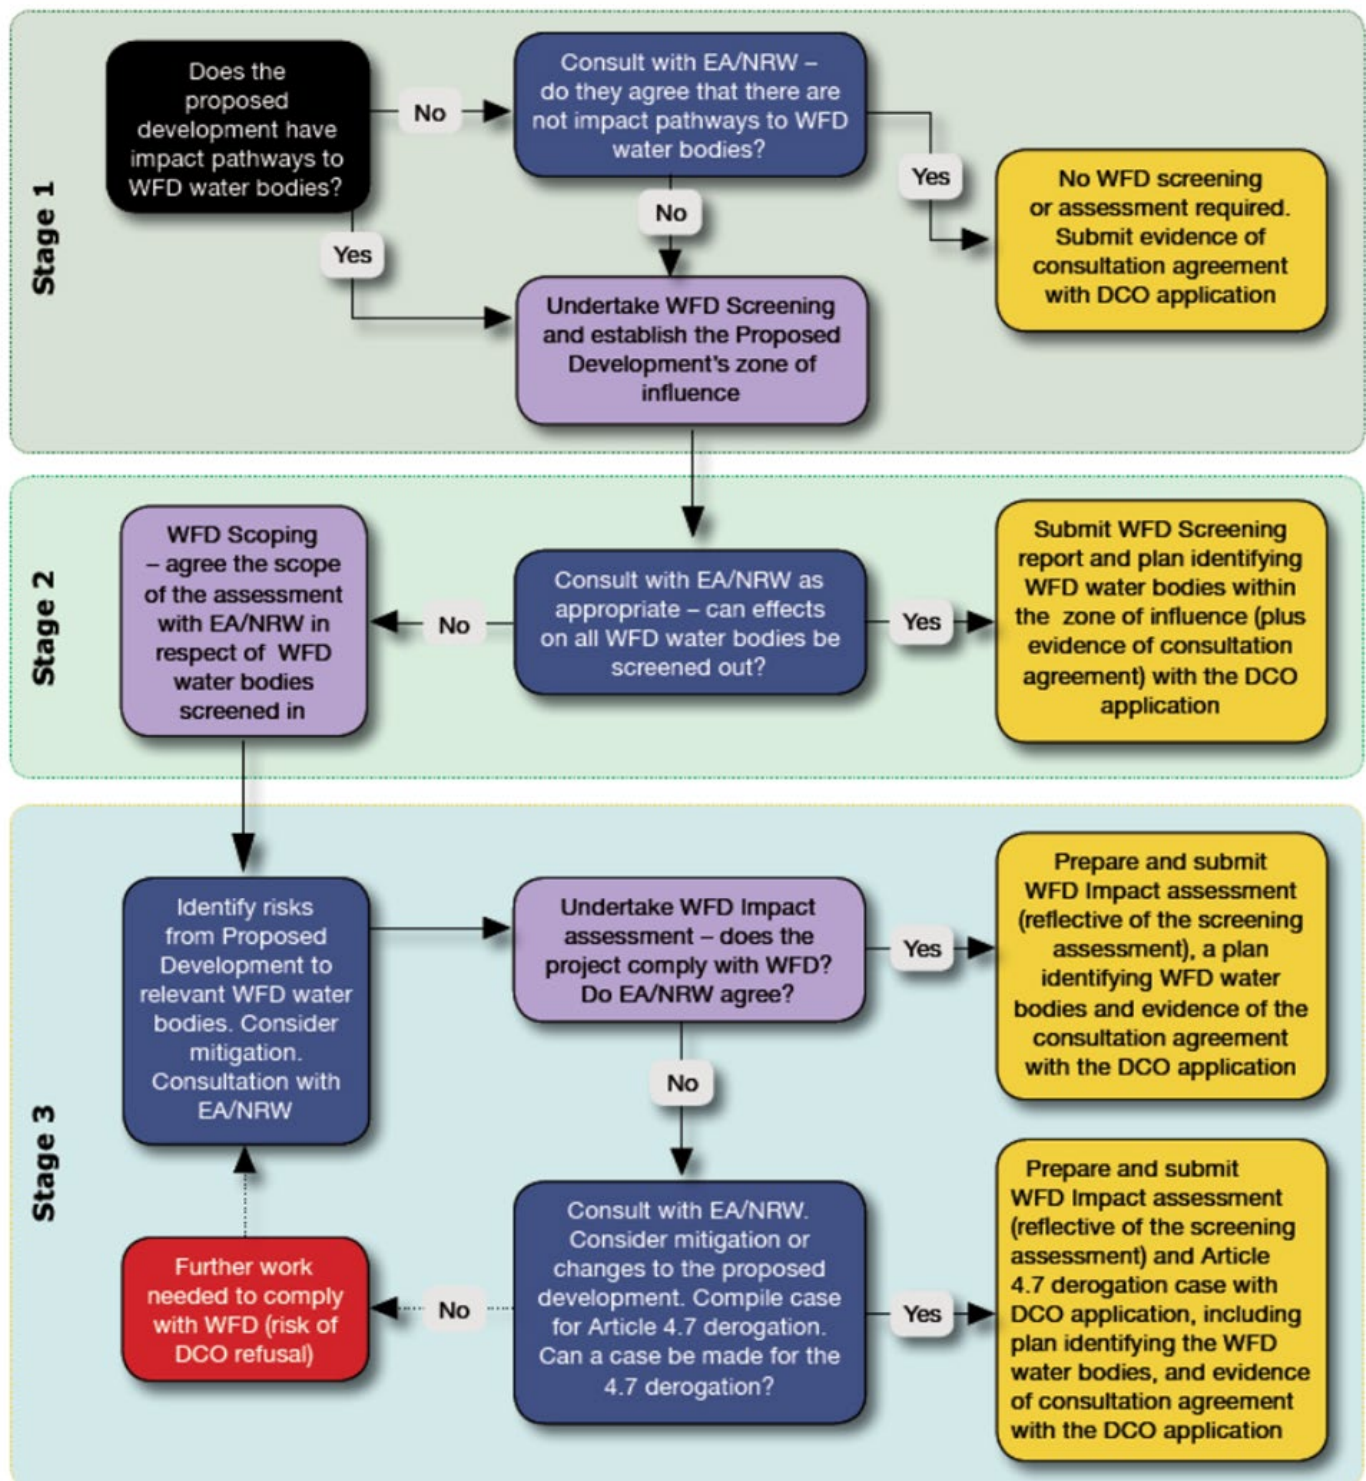 Stage 1
Does the
proposed
development have
impact pathways to
WFD water bodies?
No
Consult with EA/NRW –
do they agree that there are
not impact pathways to WFD
water bodies?
Yes
No WFD screening
or assessment required.
Submit evidence of
consultation agreement
with DCO application
No
Yes
Undertake WFD Screening
and establish the Proposed
Development's zone of
influence
Stage 2
WFD Scoping
– agree the scope
of the assessment
with EA/NRW in
respect of WFD
water bodies
screened in
No
Consult with EA/NRW as
appropriate – can effects
on all WFD water bodies be
screened out?
Yes
Submit WFD Screening
report and plan identifying
WFD water bodies within
the zone of influence (plus
evidence of consultation
agreement) with the DCO
application
Stage 3
Identify risks
from Proposed
Development to
relevant WFD water
bodies. Consider
mitigation.
Consultation with
EA/NRW
Undertake WFD Impact
assessment – does the
project comply with WFD?
Do EA/NRW agree?
Yes
Prepare and submit
WFD Impact assessment
(reflective of the screening
assessment), a plan
identifying WFD water
bodies and evidence of the
consultation agreement
with the DCO application
No
Further work
needed to comply
with WFD (risk of
DCO refusal)
No
Consult with EA/NRW.
Consider mitigation or
changes to the proposed
development. Compile case
for Article 4.7 derogation.
Can a case be made for the
4.7 derogation?
Yes
Prepare and submit
WFD Impact assessment
(reflective of the screening
assessment) and Article
4.7 derogation case with
DCO application, including
plan identifying the WFD
water bodies, and evidence
of consultation agreement
with the DCO application